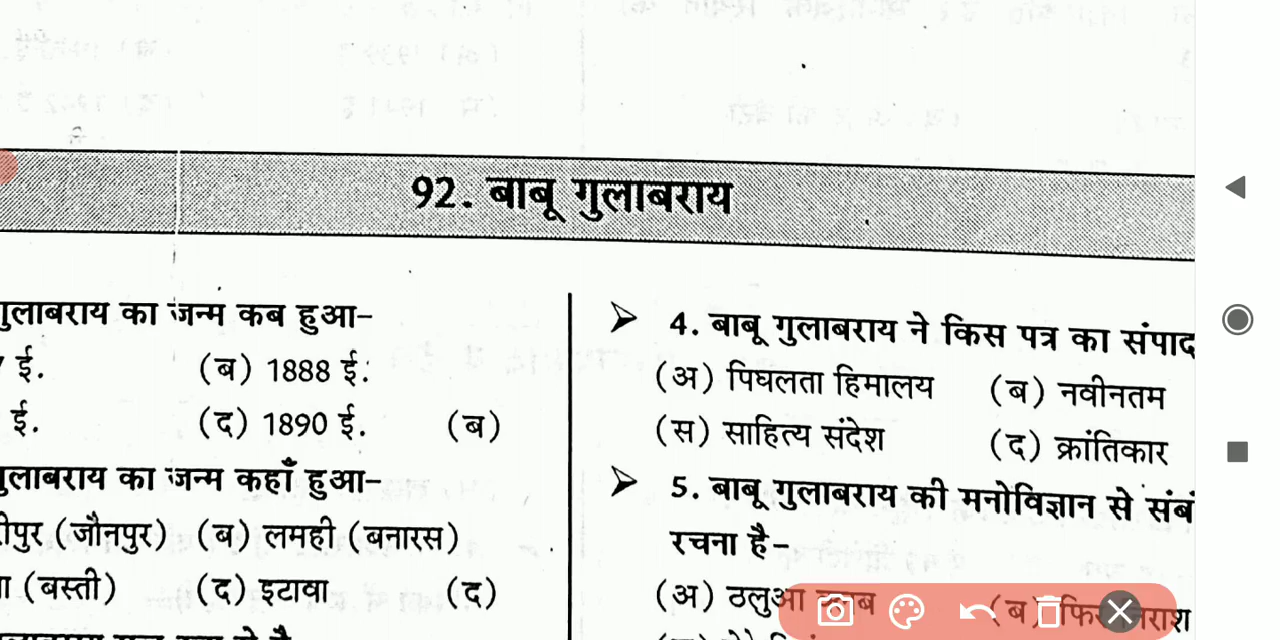 92. बाबू गुलाबराय
गुलाबराय का जन्म कब हुआ-
ई. (ब) 1888 ई.
ई. (द) 1890 ई. (ब)
गुलाबराय का जन्म कहाँ हुआ-
(जौनपुर) (ब) लमही (बनारस)
(बस्ती) (द) इटावा (द)
4. बाबू गुलाबराय ने किस पत्र का संपाद
(अ) पिघलता हिमालय (ब) नवीनतम
(स) साहित्य संदेश (द) क्रांतिकार
5. बाबू गुलाबराय की मनोविज्ञान से संबं
रचना है-
(अ) ठलुआ क्लब (ब)